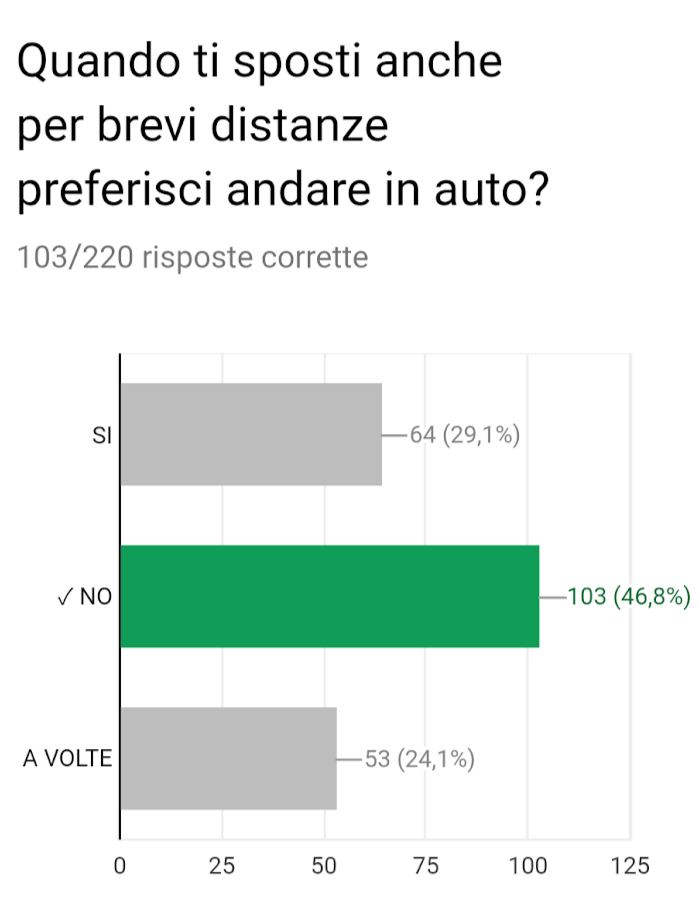 Quando ti sposti anche
per brevi distanze
preferisci andare in auto?
103/220 risposte corrette
SI
64 (29,1%)
✓ NO
103 (46,8%)
A VOLTE
53 (24,1%)
0 25 50 75 100 125